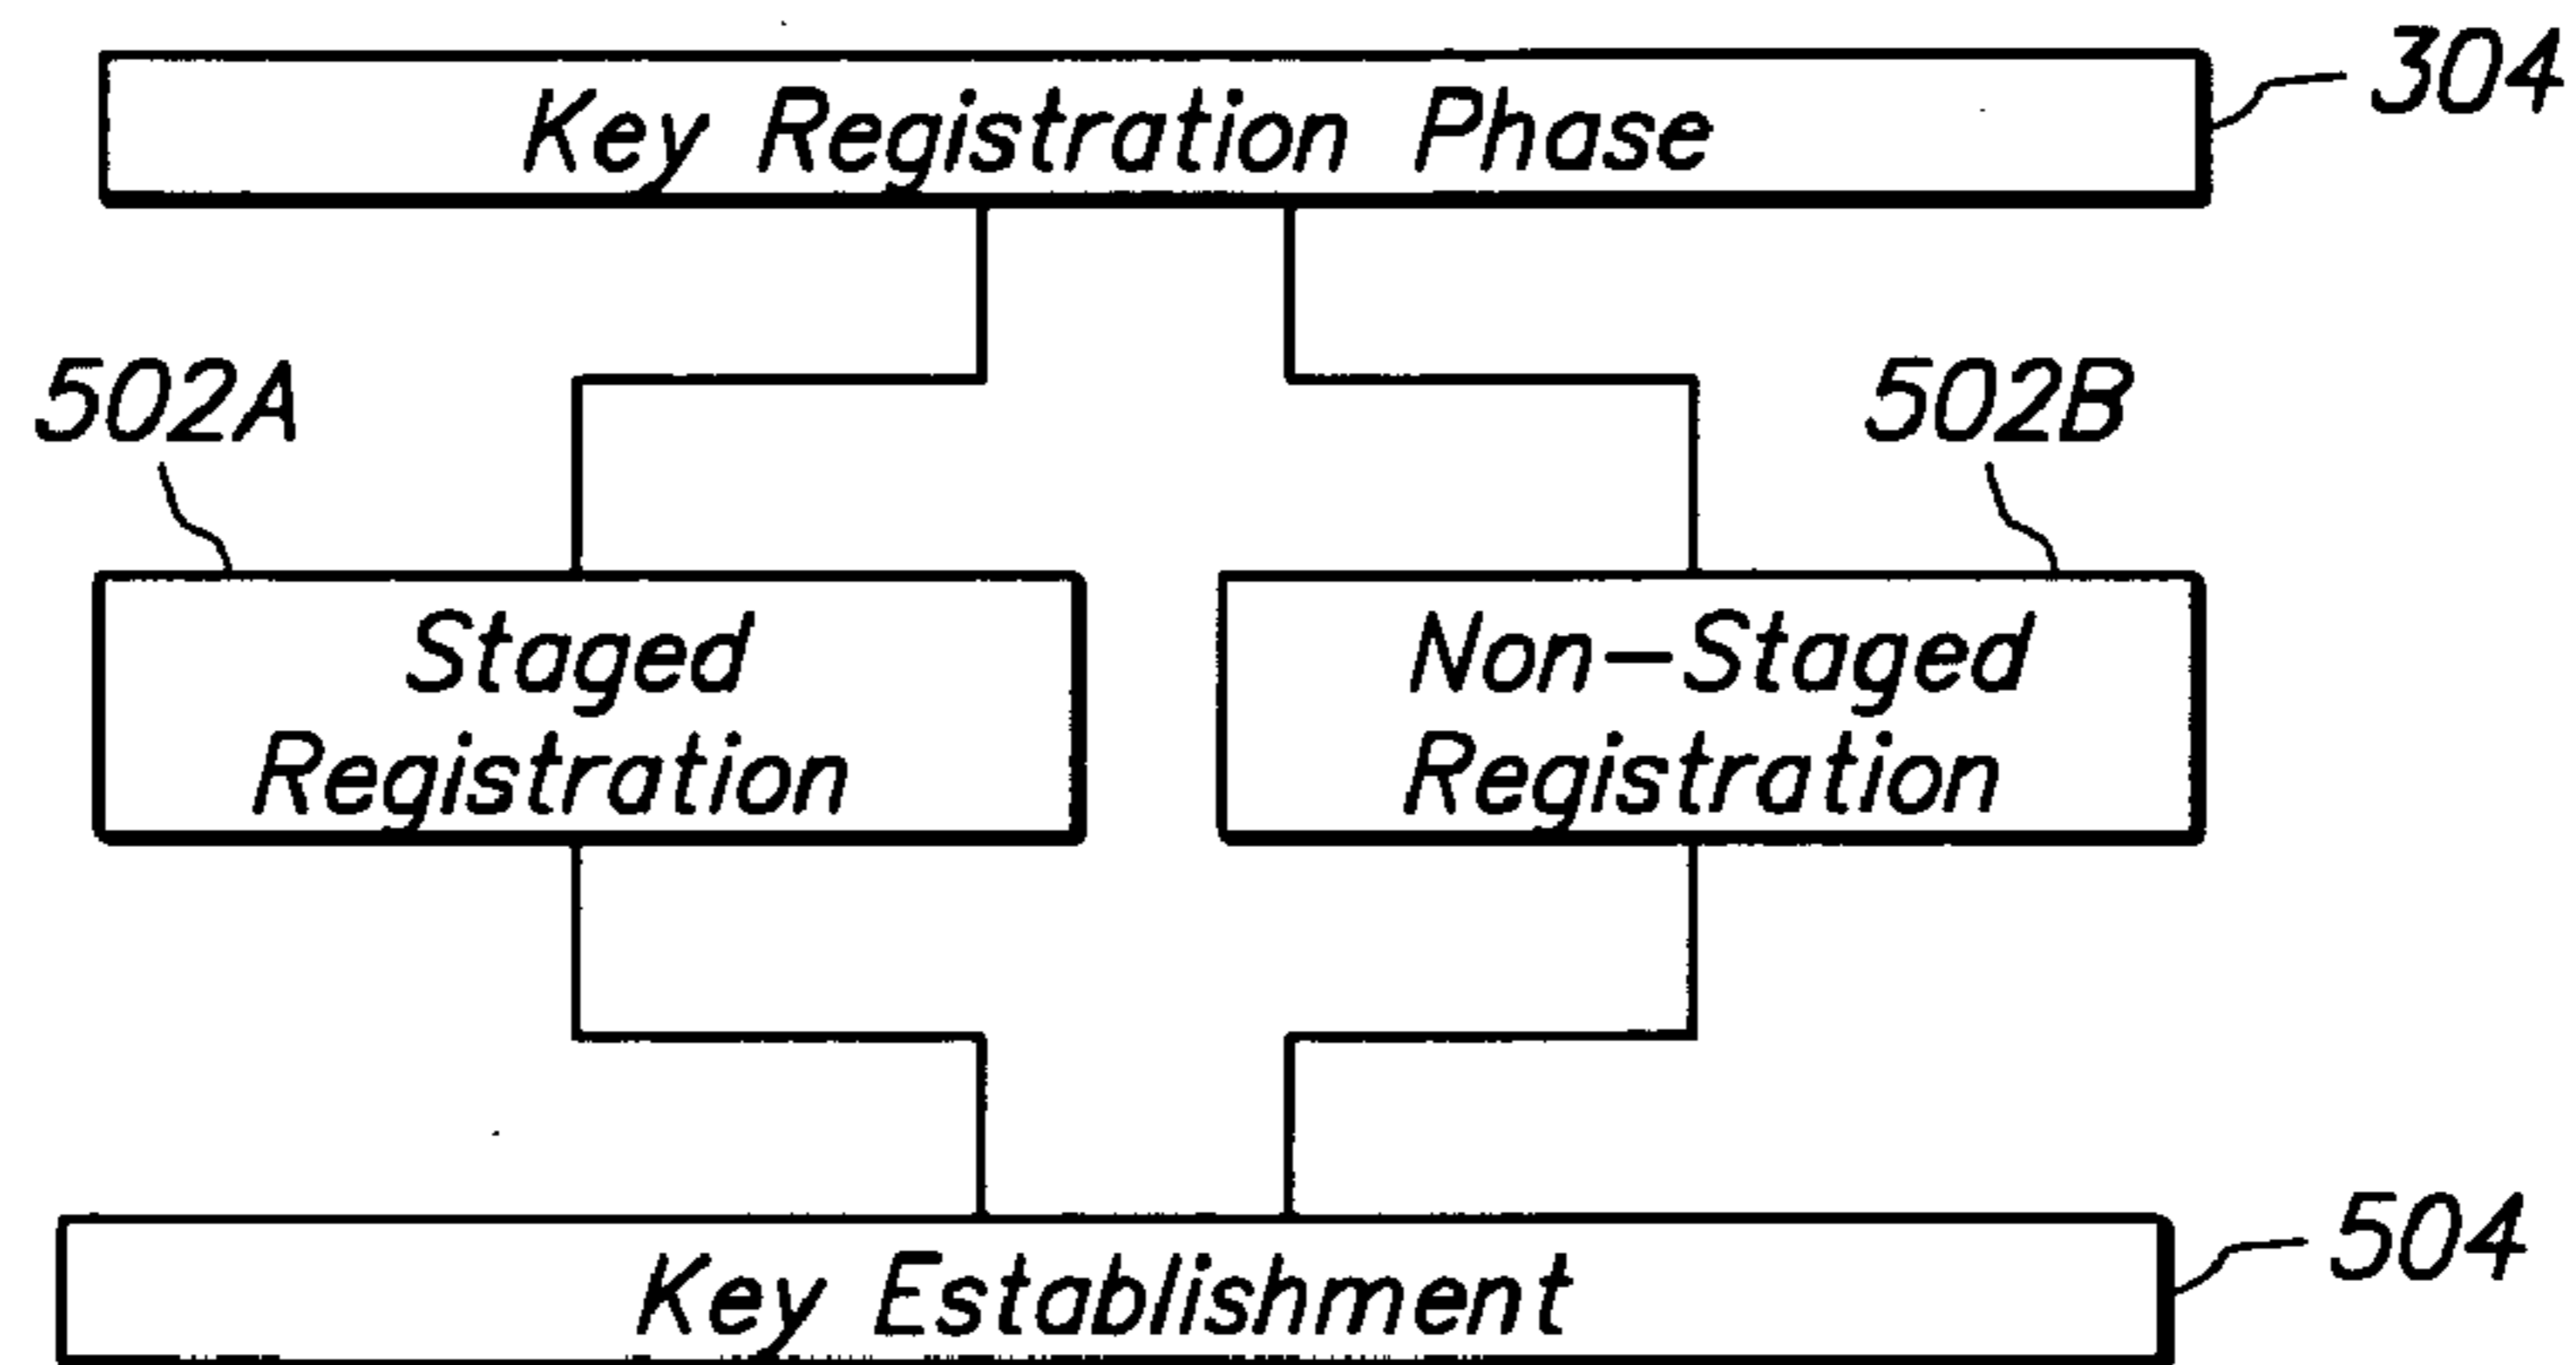 Key Registration Phase
304
502A
502B
Staged
Registration
Non-Staged
Registration
Key Establishment
504